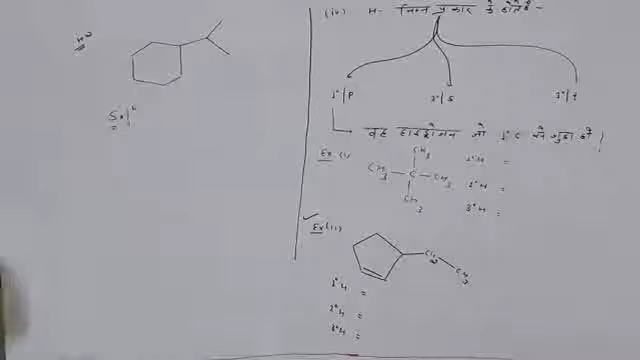 Solⁿ
(iv) H- निम्न प्रकार के होते हैं -
1°/P 2°/S 3°/t
वह हाइड्रोजन जो 1°C से जुड़ा हो।
Ex (i) CH3
CH3 - C - CH3
CH3
1°H =
2°H =
3°H =
Ex (ii)
CH2
CH3
1°H =
2°H =
3°H =